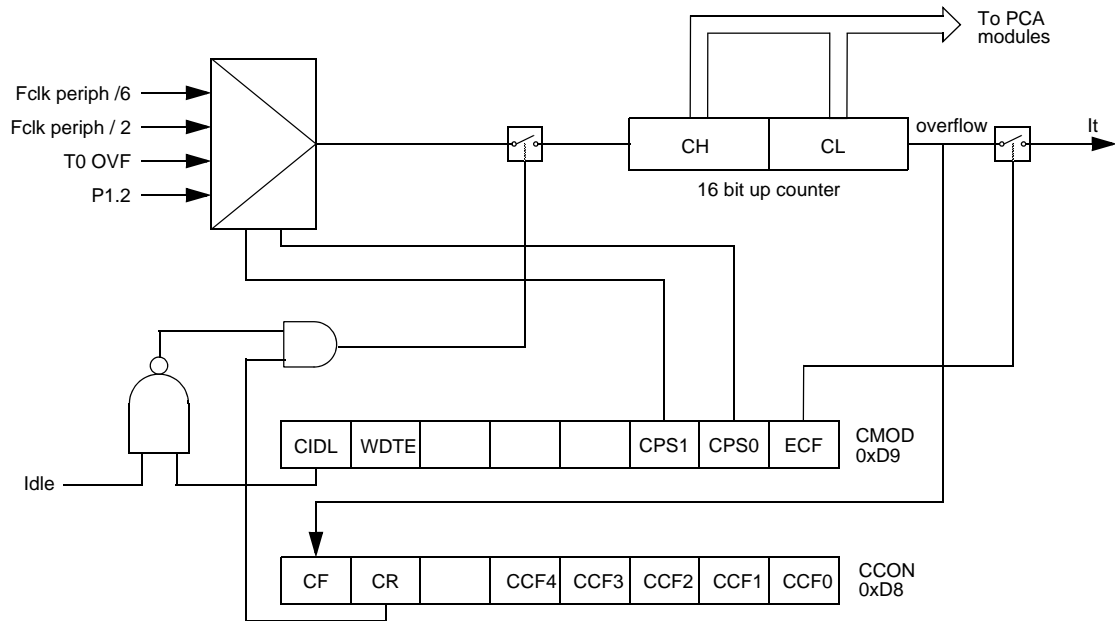 To PCA
modules
Fclk periph /6
Fclk periph / 2
T0 OVF
P1.2
CH
CL
overflow
It
16 bit up counter
CIDL
WDTE
CPS1
CPS0
ECF
CMOD
0xD9
Idle
CF
CR
CCF4
CCF3
CCF2
CCF1
CCF0
CCON
0xD8